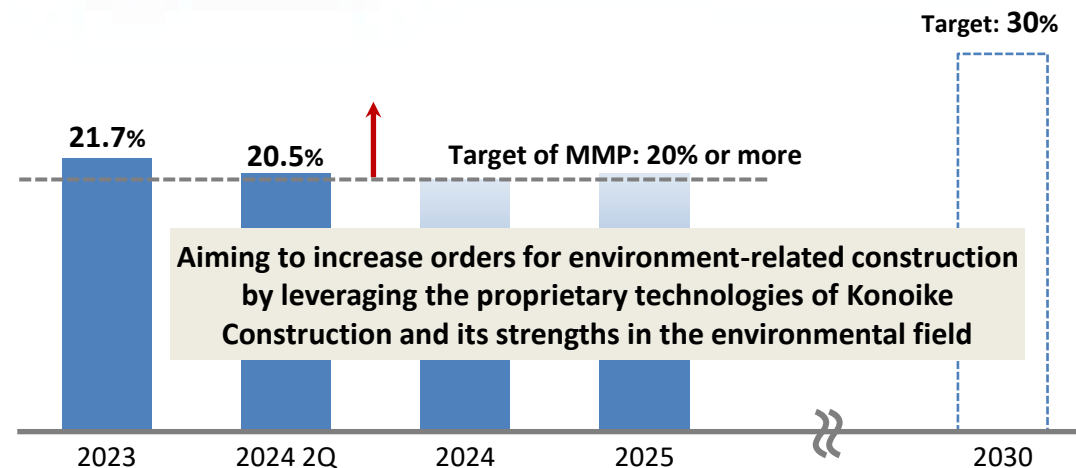 Target: 30%
21.7%
20.5%
Target of MMP: 20% or more
Aiming to increase orders for environment-related construction
by leveraging the proprietary technologies of Konoike
Construction and its strengths in the environmental field
2023
2024 2Q
2024
2025
2030